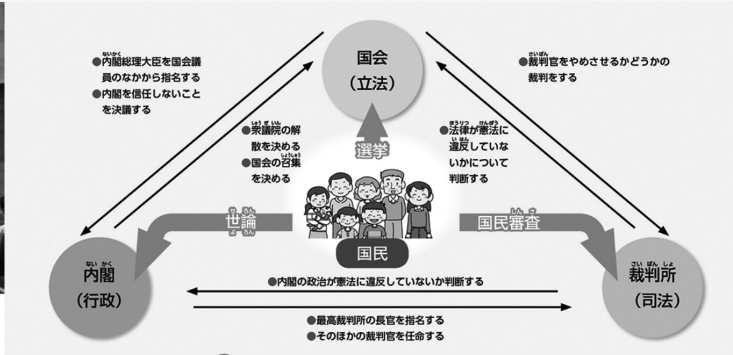 国会
（立法）
●内閣総理大臣を国会議
員のなかから指名する
●内閣を信任しないこと
を決議する
●裁判官をやめさせるかどうかの
裁判をする
●衆議院の解
散を決める
●国会の召集
を決める
●法律が憲法に
違反していな
いかについて
判断する
選挙
世論
国民審査
国民
内閣
（行政）
裁判所
（司法）
●内閣の政治が憲法に違反していないか判断する
●最高裁判所の長官を指名する
●そのほかの裁判官を任命する